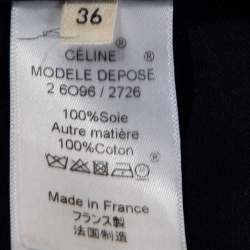 36
CÉLINE®
MODELE DEPOSE
2 6O96 / 2726
100%Soie
Autre matière
100%Coton
Made in France
フランス製
法国制造